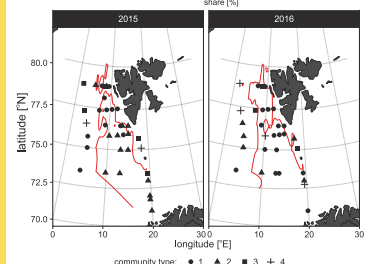 share [%]
2015 2016
80.0
77.5
75.0
72.5
70.0
latitude [°N]
0 10 20 30 0 10 20 30
longitude [°E]
community type: 1 2 3 4